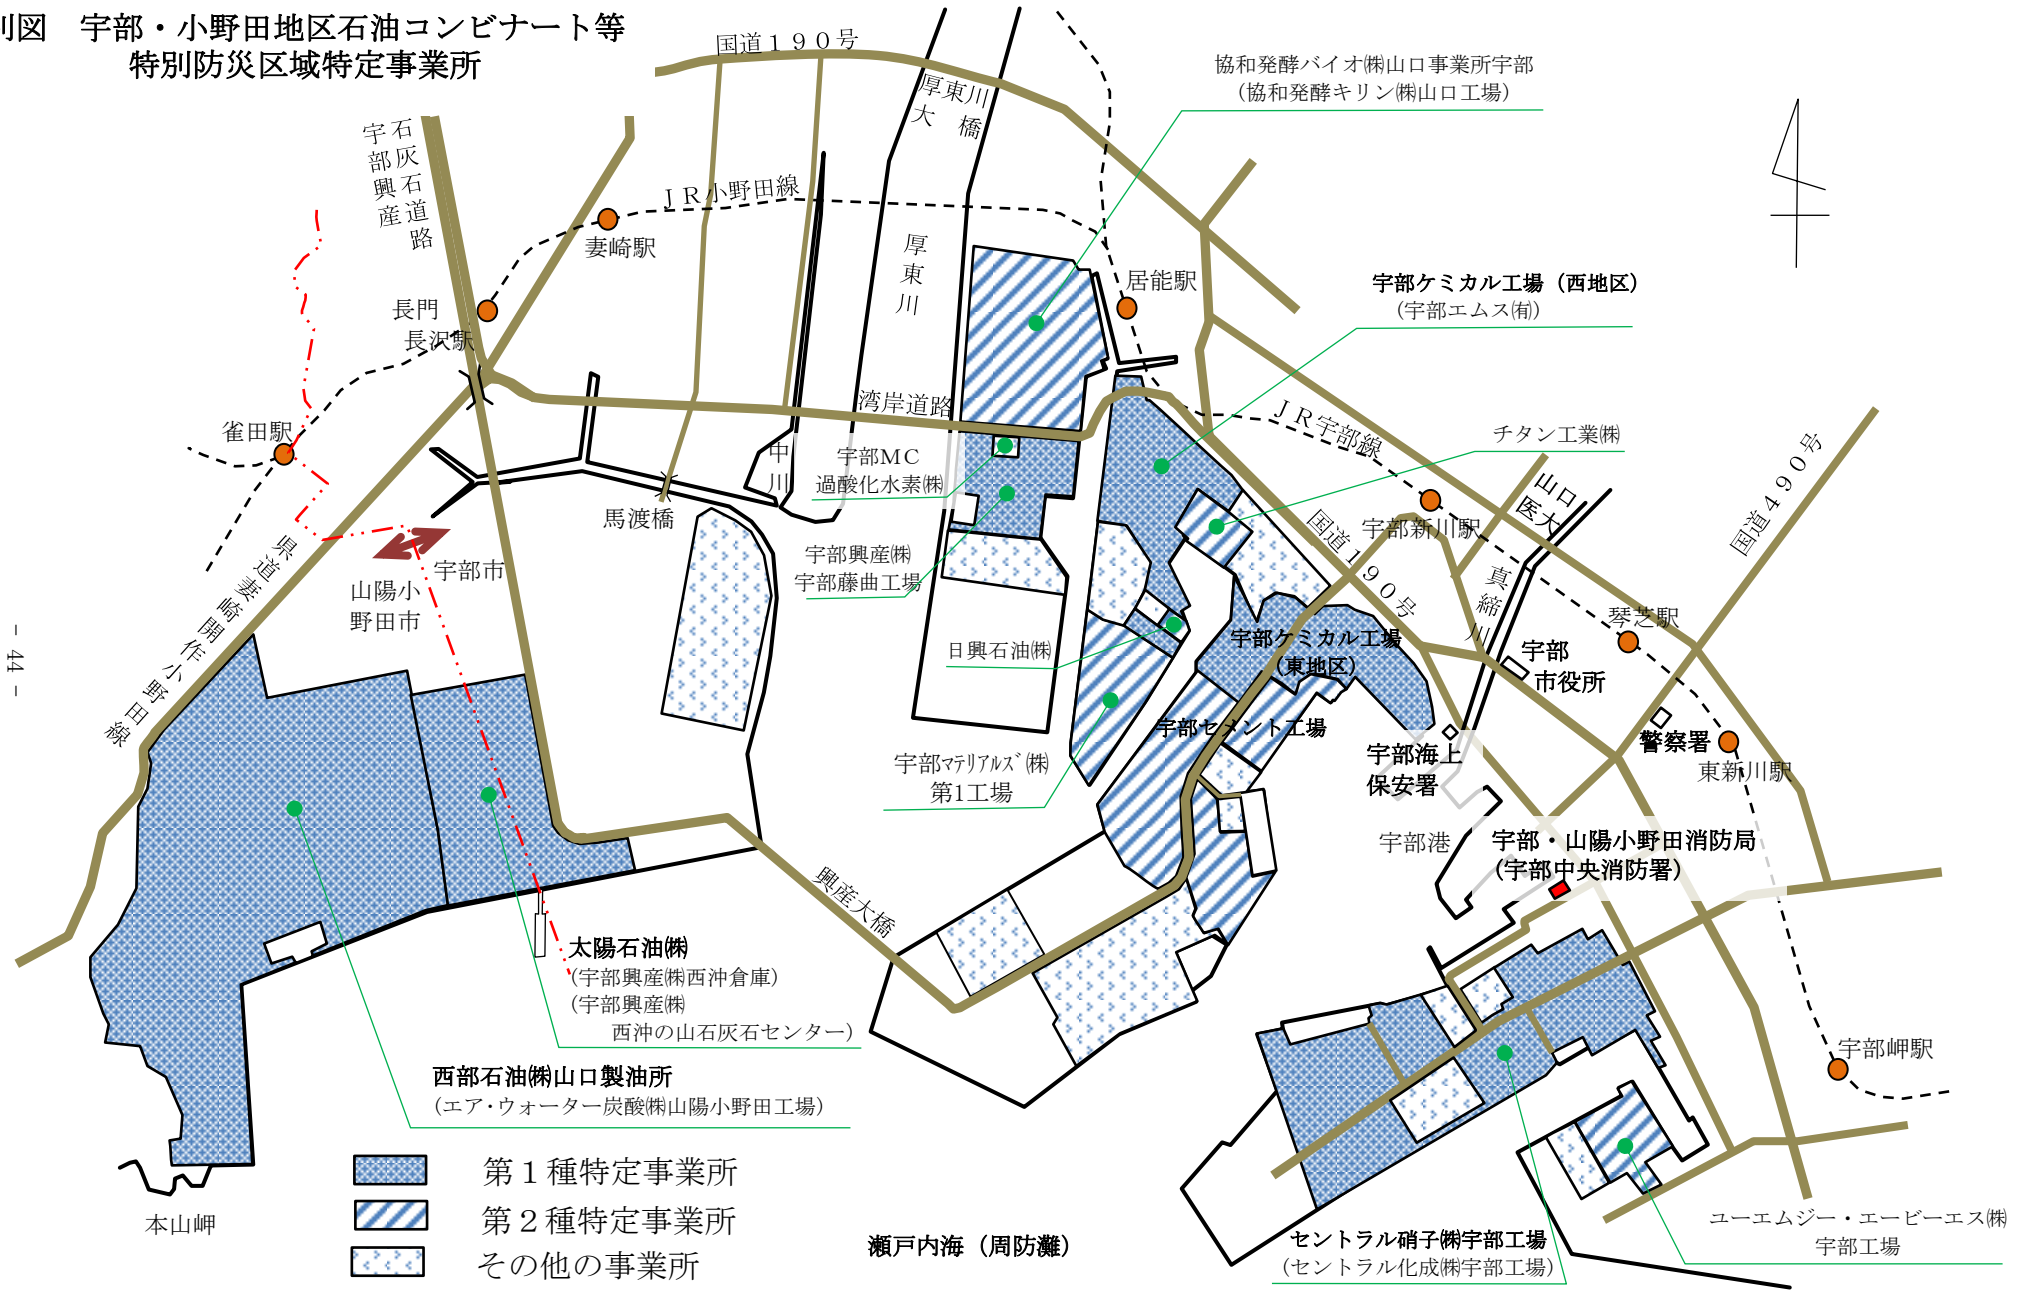 別図　宇部・小野田地区石油コンビナート等
特別防災区域特定事業所
国道１９０号
厚東川
大　橋
協和発酵バイオ㈱山口事業所宇部
（協和発酵キリン㈱山口工場）
宇部興産
石灰石道路
ＪＲ小野田線
妻崎駅
厚東川
居能駅
宇部ケミカル工場（西地区）
（宇部エムス㈲）
長門
長沢駅
湾岸道路
ＪＲ宇部線
チタン工業㈱
雀田駅
中川
宇部ＭＣ
過酸化水素㈱
国道４９０号
山口
医大
馬渡橋
国道１９０号
宇部新川駅
宇部興産㈱
宇部藤曲工場
県道妻崎開作小野田線
宇部市
山陽小
野田市
真締川
琴芝駅
日興石油㈱
宇部ケミカル工場
（東地区）
宇部
市役所
－ 44 －
宇部セメント工場
警察署
宇部海上
保安署
東新川駅
宇部ﾏﾃﾘｱﾙｽﾞ㈱
第1工場
宇部港
宇部・山陽小野田消防局
（宇部中央消防署）
興産大橋
太陽石油㈱
（宇部興産㈱西沖倉庫）
（宇部興産㈱
西沖の山石灰石センター）
宇部岬駅
西部石油㈱山口製油所
（エア・ウォーター炭酸㈱山陽小野田工場）
第１種特定事業所
第２種特定事業所
その他の事業所
本山岬
瀬戸内海（周防灘）
セントラル硝子㈱宇部工場
（セントラル化成㈱宇部工場）
ユーエムジー・エービーエス㈱
宇部工場